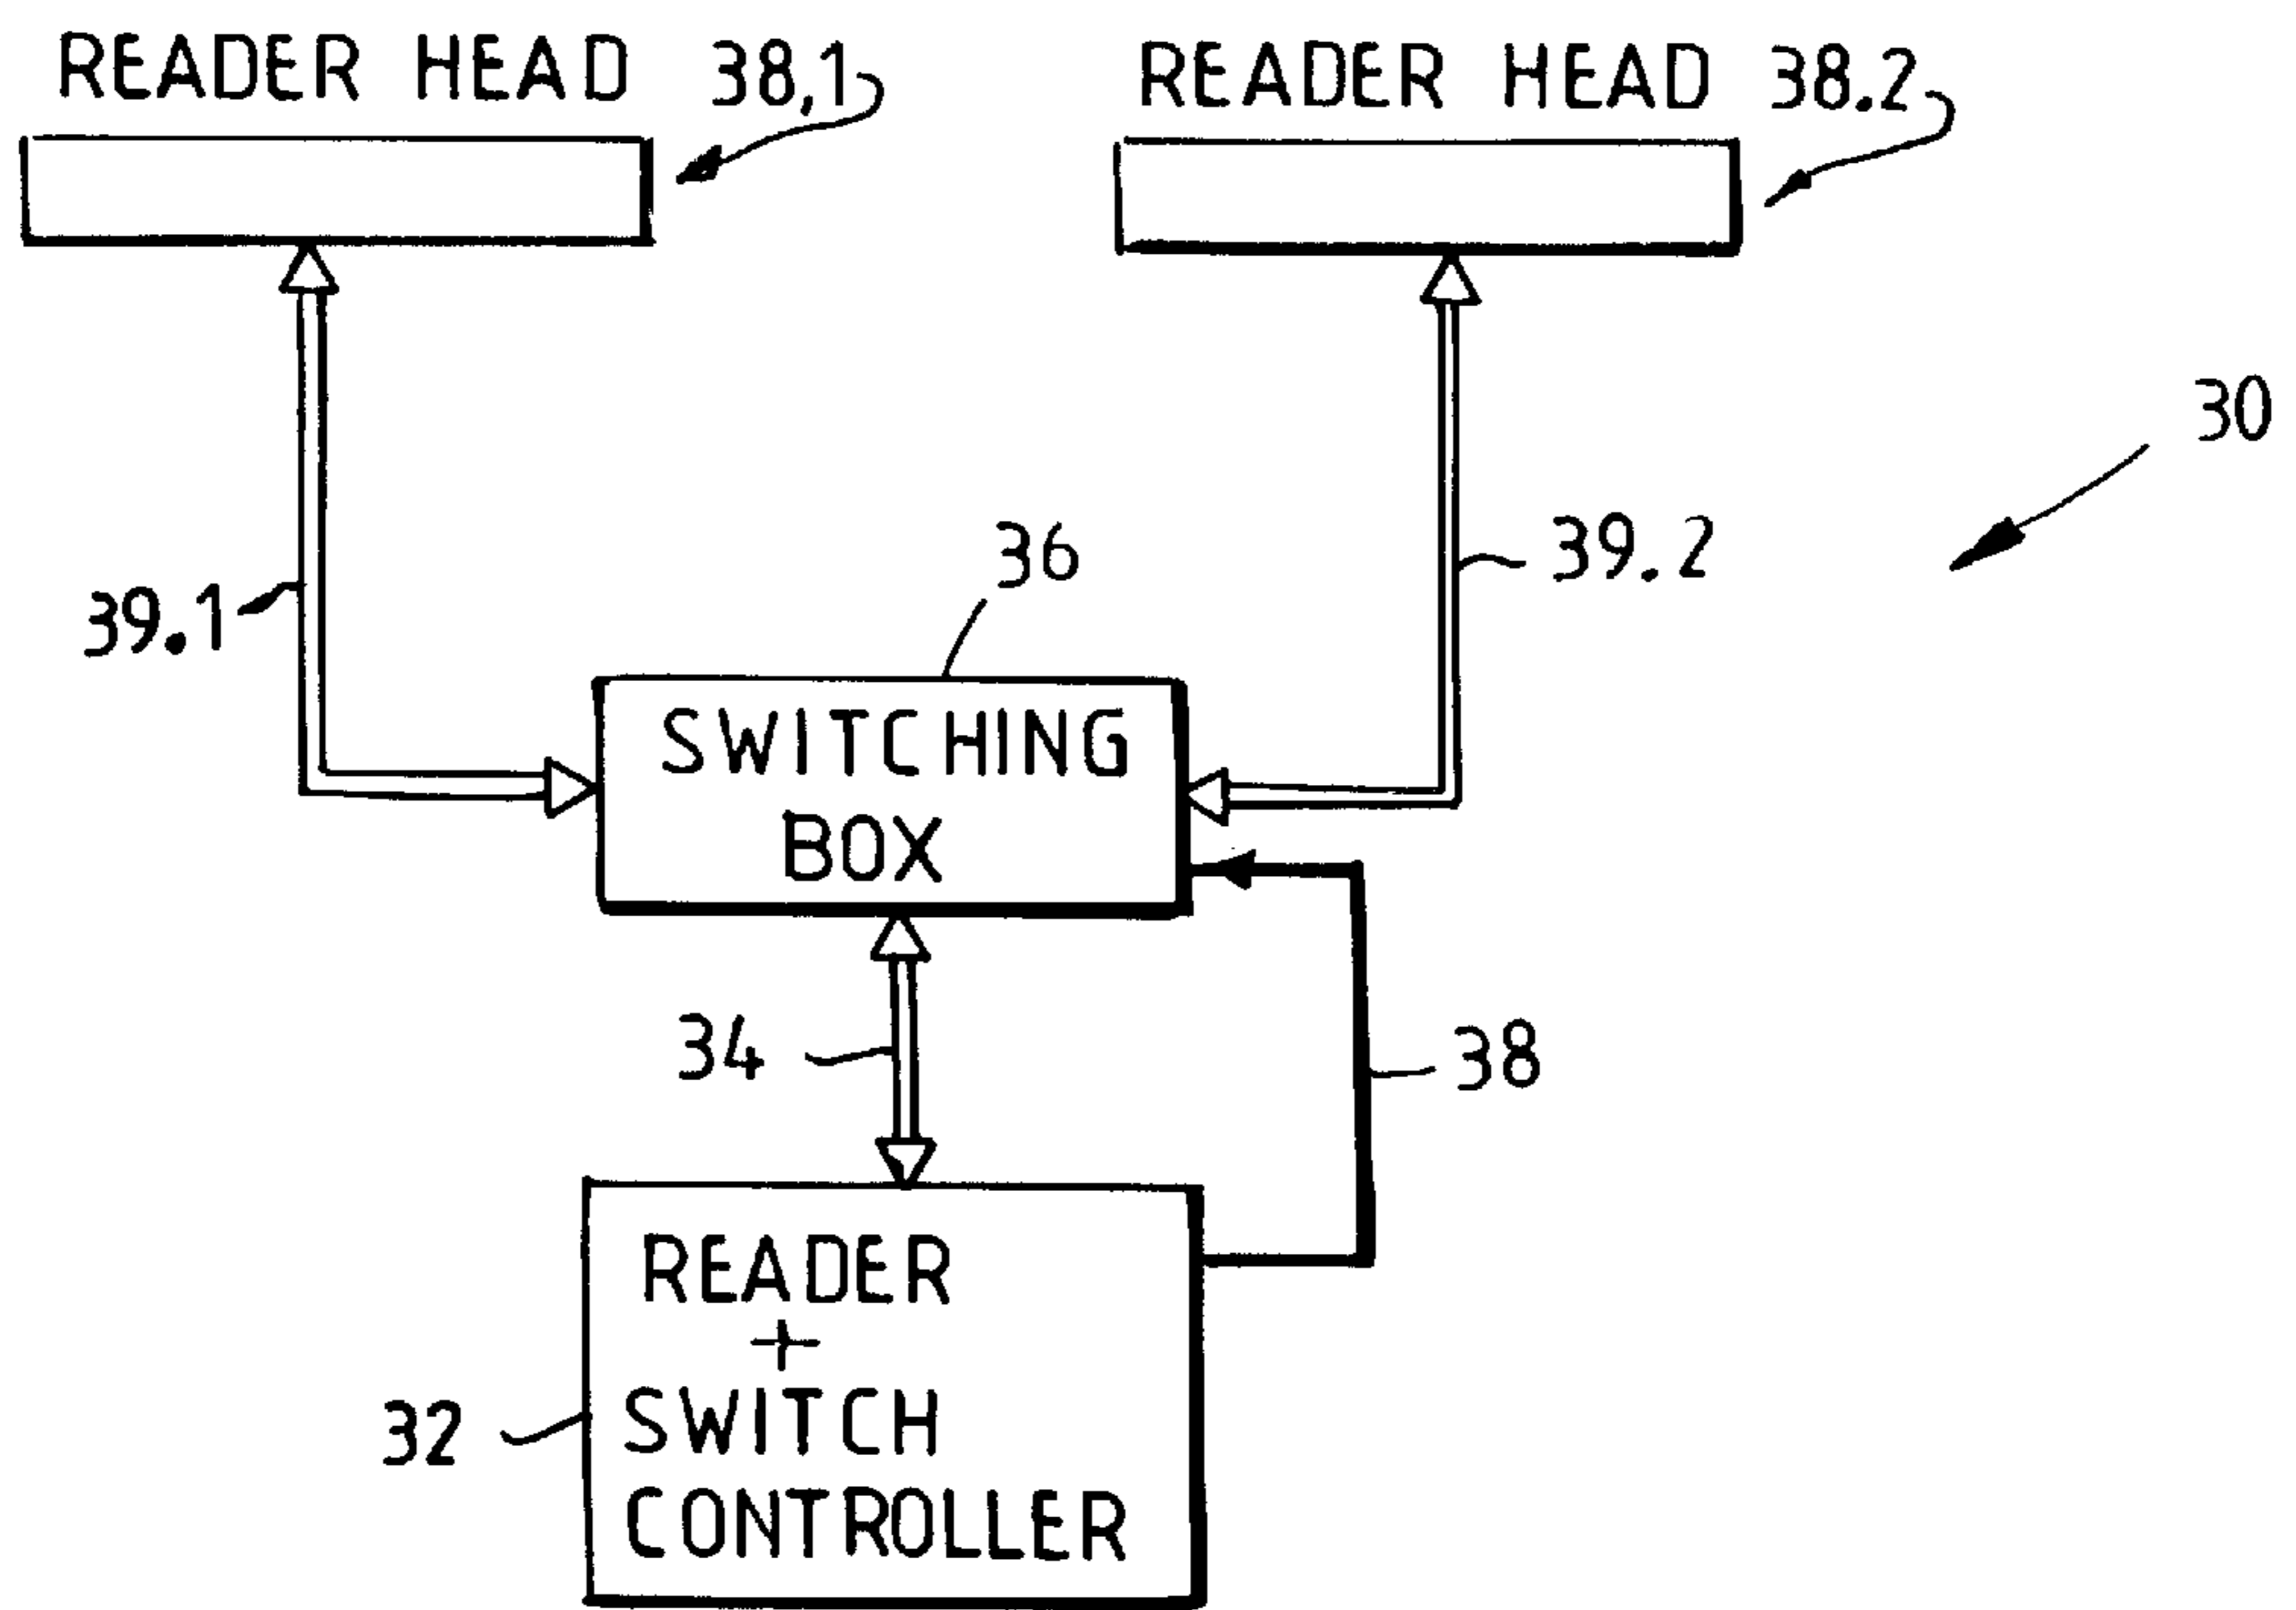 READER HEAD 38,1
READER HEAD 38.2
30
36
39.2
39.1
SWITCHING
BOX
34
38
READER
+
SWITCH
CONTROLLER
32